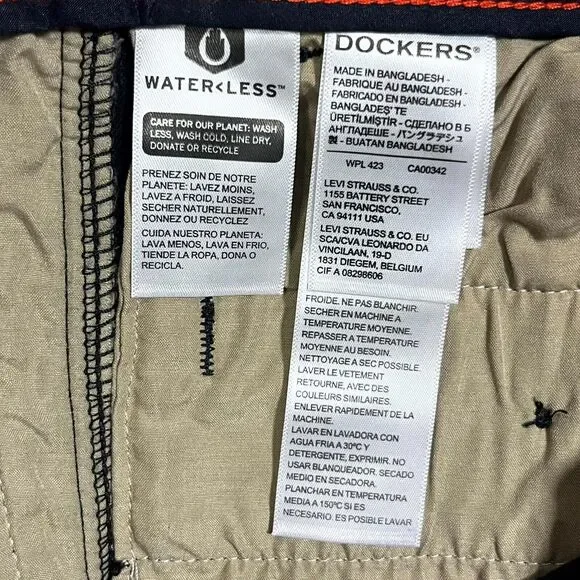 WATER<LESS™
CARE FOR OUR PLANET: WASH
LESS, WASH COLD, LINE DRY,
DONATE OR RECYCLE
PRENEZ SOIN DE NOTRE
PLANETE: LAVEZ MOINS,
LAVEZ A FROID, LAISSEZ
SECHER NATURELLEMENT,
DONNEZ OU RECYCLEZ
CUIDA NUESTRO PLANETA:
LAVA MENOS, LAVA EN FRIO,
TIENDE LA ROPA, DONA O
RECICLA.
DOCKERS®
MADE IN BANGLADESH -
FABRIQUE AU BANGLADESH -
FABRICADO EN BANGLADESH -
BANGLADEŞ'TE
ÜRETİLMİŞTİR - СДЕЛАНО В Б
АНГЛАДЕШЕ - バングラデシュ
製 - BUATAN BANGLADESH
WPL 423 CA00342
LEVI STRAUSS & CO.
1155 BATTERY STREET
SAN FRANCISCO,
CA 94111 USA
LEVI STRAUSS & CO. EU
SCA/CVA LEONARDO DA
VINCILAAN, 19-D
1831 DIEGEM, BELGIUM
CIF A 08298606
FROIDE. NE PAS BLANCHIR.
SECHER EN MACHINE A
TEMPERATURE MOYENNE.
REPASSER A TEMPERATURE
MOYENNE AU BESOIN.
NETTOYAGE A SEC POSSIBLE
LAVER LE VETEMENT
RETOURNE, AVEC DES
COULEURS SIMILAIRES.
ENLEVER RAPIDEMENT DE LA
MACHINE.
LAVAR EN LAVADORA CON
AGUA FRIA A 30ºC Y
DETERGENTE, EXPRIMIR. NO
USAR BLANQUEADOR. SECADO
MEDIO EN SECADORA.
PLANCHAR EN TEMPERATURA
MEDIA A 150ºC SI ES
NECESARIO. ES POSIBLE LAVAR